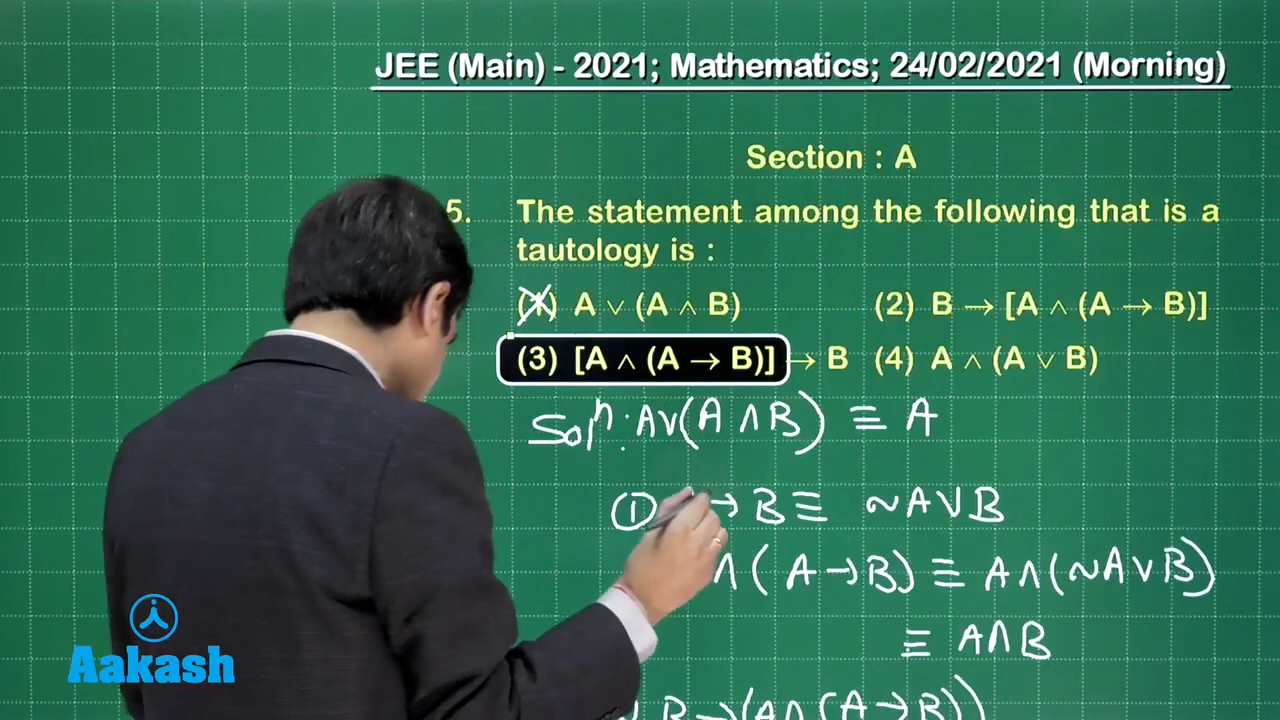 JEE (Main) - 2021; Mathematics; 24/02/2021 (Morning)
Section : A
5. The statement among the following that is a
tautology is :
(1) A ∨ (A ∧ B) (2) B → [A ∧ (A → B)]
(3) [A ∧ (A → B)] → B (4) A ∧ (A ∨ B)
Solⁿ: A∨(A ∧ B) ≡ A
① → B ≡ ~A∨B
∧ (A→B) ≡ A∧(~A∨B)
≡ A∧B
B→(A∧(A→B))
Aakash